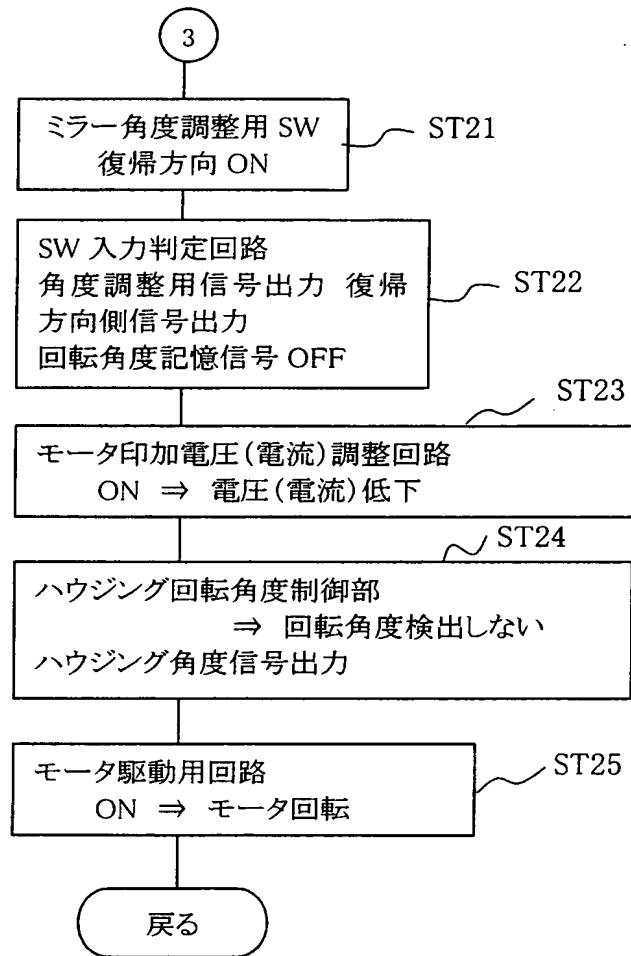 3
ミラー角度調整用 SW
復帰方向 ON
ST21
SW 入力判定回路
角度調整用信号出力 復帰
方向側信号出力
回転角度記憶信号 OFF
ST22
ST23
モータ印加電圧(電流)調整回路
ON ⇒ 電圧(電流)低下
ST24
ハウジング回転角度制御部
⇒ 回転角度検出しない
ハウジング角度信号出力
モータ駆動用回路
ON ⇒ モータ回転
ST25
戻る